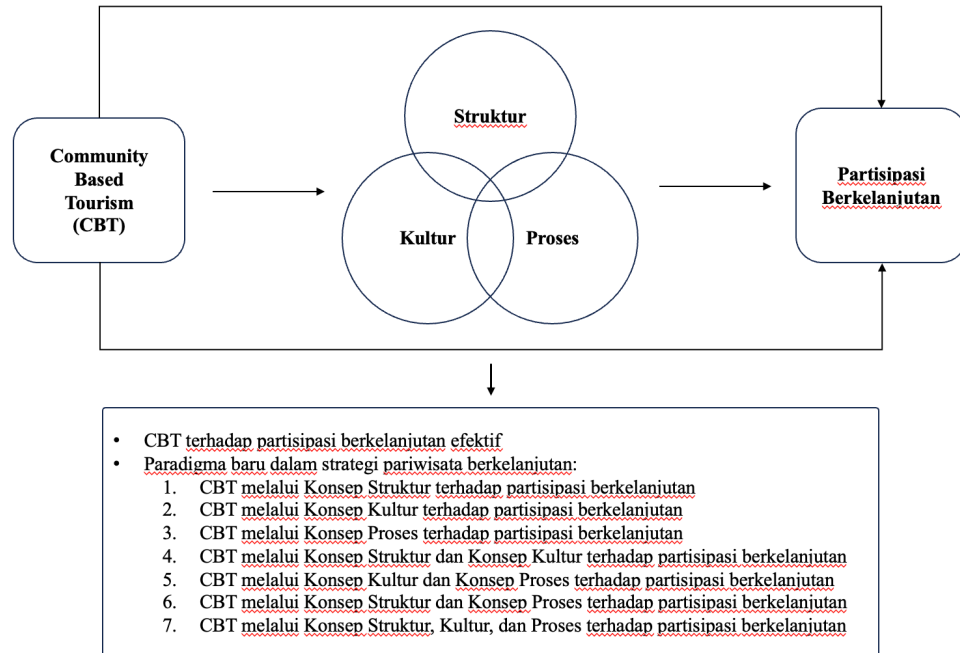 Community
Based
Tourism
(CBT)
Struktur
Kultur
Proses
Partisipasi
Berkelanjutan
• CBT terhadap partisipasi berkelanjutan efektif
• Paradigma baru dalam strategi pariwisata berkelanjutan:
1. CBT melalui Konsep Struktur terhadap partisipasi berkelanjutan
2. CBT melalui Konsep Kultur terhadap partisipasi berkelanjutan
3. CBT melalui Konsep Proses terhadap partisipasi berkelanjutan
4. CBT melalui Konsep Struktur dan Konsep Kultur terhadap partisipasi berkelanjutan
5. CBT melalui Konsep Kultur dan Konsep Proses terhadap partisipasi berkelanjutan
6. CBT melalui Konsep Struktur dan Konsep Proses terhadap partisipasi berkelanjutan
7. CBT melalui Konsep Struktur, Kultur, dan Proses terhadap partisipasi berkelanjutan